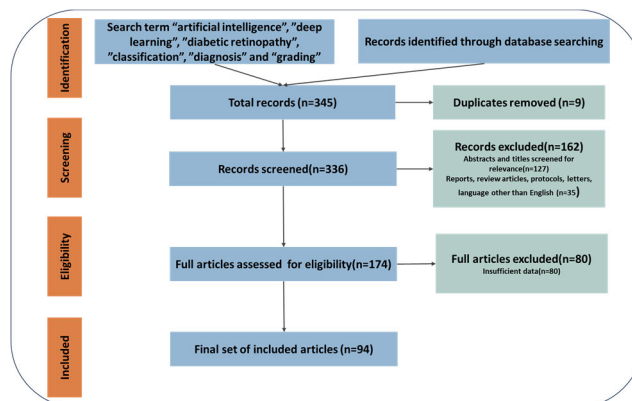 Identification
Search term “artificial intelligence”, ”deep
learning”, ”diabetic retinopathy”,
”classification”, ”diagnosis” and “grading”
Records identified through database searching
Total records (n=345)
Duplicates removed (n=9)
Screening
Records screened(n=336)
Records excluded(n=162)
Abstracts and titles screened for
relevance(n=127)
Reports, review articles, protocols, letters,
language other than English (n=35)
Eligibility
Full articles assessed for eligibility(n=174)
Full articles excluded(n=80)
Insufficient data(n=80)
Included
Final set of included articles (n=94)